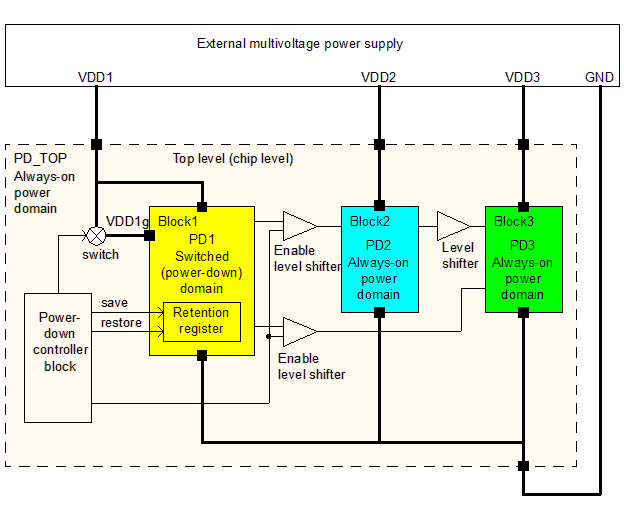 External multivoltage power supply
VDD1
VDD2
VDD3
GND
PD_TOP
Always-on
power
domain
Top level (chip level)
VDD1g
switch
Block1
PD1
Switched
(power-down)
domain
Retention
register
save
restore
Power-
down
controller
block
Enable
level shifter
Enable
level shifter
Block2
PD2
Always-on
power
domain
Level
shifter
Block3
PD3
Always-on
power
domain